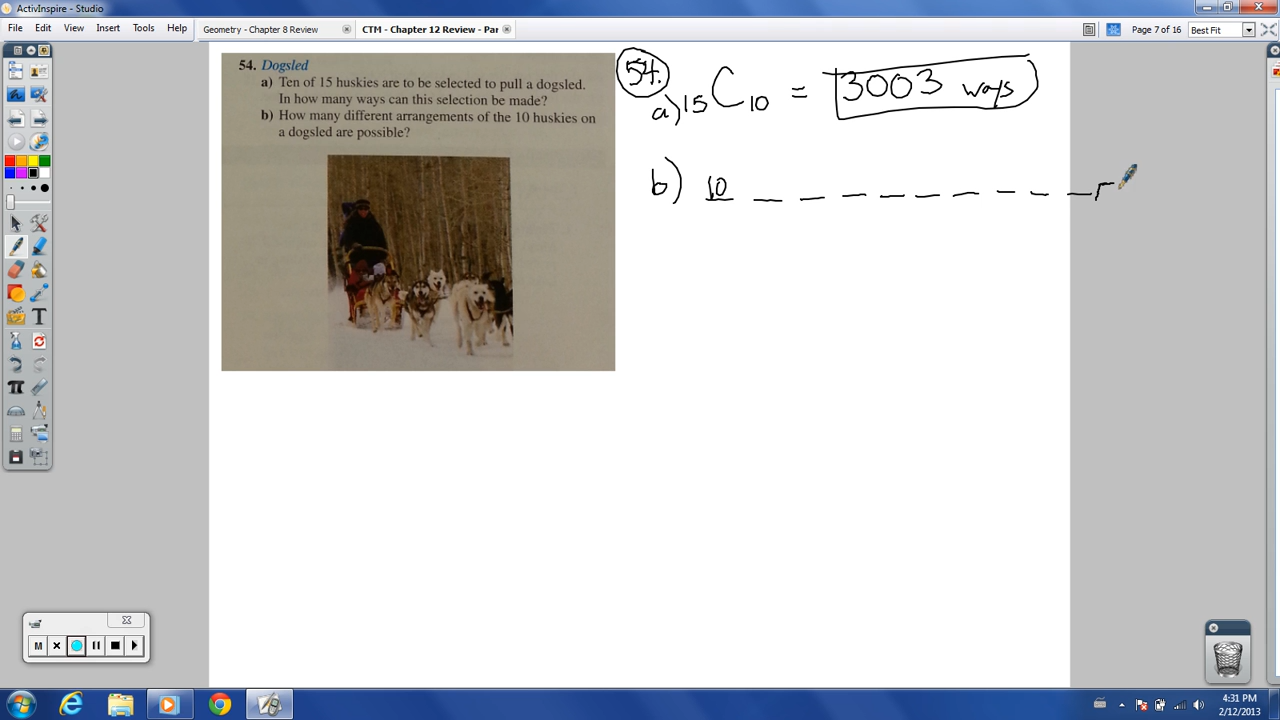 ActivInspire - Studio
File Edit View Insert Tools Help
Geometry - Chapter 8 Review
CTM - Chapter 12 Review - Par
Page 7 of 16
Best Fit
54. Dogsled
a) Ten of 15 huskies are to be selected to pull a dogsled.
In how many ways can this selection be made?
b) How many different arrangements of the 10 huskies on
a dogsled are possible?
54.
a) 15 C 10 = 3003 ways
b) 10 _ _ _ _ _ _ _ _ _
M
4:31 PM
2/12/2013